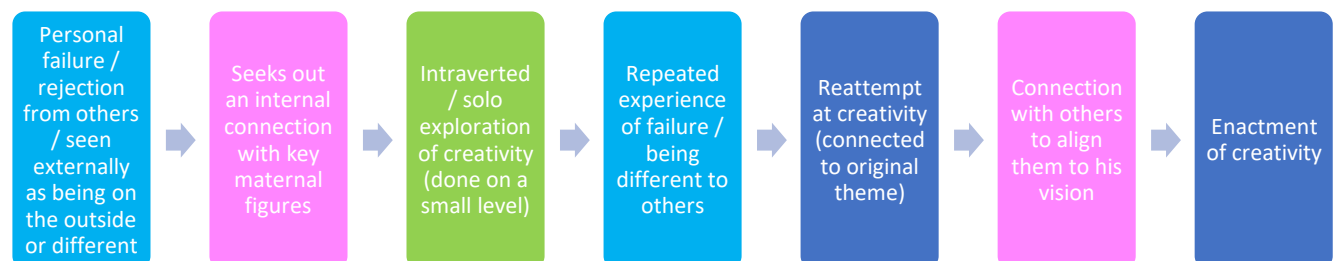 Personal
failure /
rejection
from others
/ seen
externally
as being on
the outside
or different
Seeks out
an internal
connection
with key
maternal
figures
Intraverted
/ solo
exploration
of creativity
(done on a
small level)
Repeated
experience
of failure /
being
different to
others
Reattempt
at creativity
(connected
to original
theme)
Connection
with others
to align
them to his
vision
Enactment
of creativity